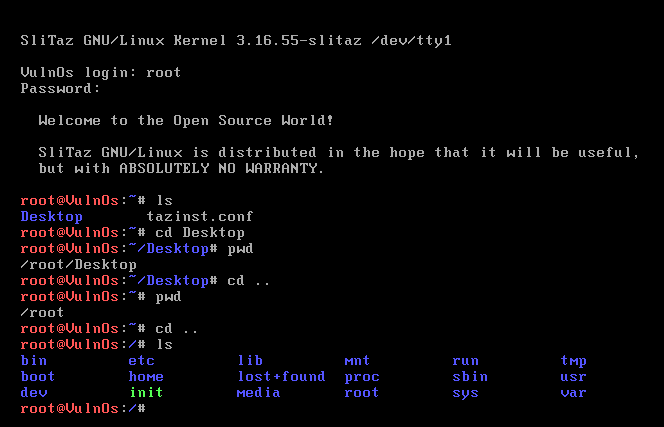 SliTaz GNU/Linux Kernel 3.16.55-slitaz /dev/tty1
VulnOs login: root
Password:
Welcome to the Open Source World!
SliTaz GNU/Linux is distributed in the hope that it will be useful,
but with ABSOLUTELY NO WARRANTY.
root@VulnOs:~# ls
Desktop tazinst.conf
root@VulnOs:~# cd Desktop
root@VulnOs:~/Desktop# pwd
/root/Desktop
root@VulnOs:~/Desktop# cd ..
root@VulnOs:~# pwd
/root
root@VulnOs:~# cd ..
root@VulnOs:/# ls
bin etc lib mnt run tmp
boot home lost+found proc sbin usr
dev init media root sys var
root@VulnOs:/#